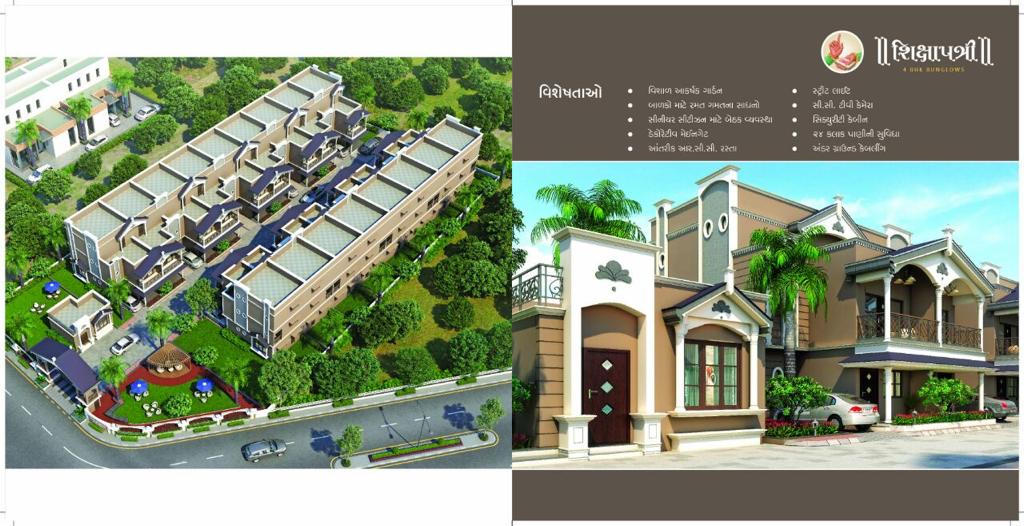 ॥શિક્ષાપત્રી॥
4 BHK BUNGLOWS
વિશેષતાઓ
• વિશાળ આકર્ષક ગાર્ડન
• બાળકો માટે રમત ગમતના સાધનો
• સીનીયર સીટીઝન માટે બેઠક વ્યવસ્થા
• ડેકોરેટીવ મેઈનગેટ
• આંતરીક આર.સી.સી. રસ્તા
• સ્ટ્રીટ લાઈટ
• સી.સી. ટીવી કેમેરા
• સિક્યુરીટી કેબીન
• ૨૪ કલાક પાણીની સુવિધા
• અંડર ગ્રાઉન્ડ કેબલીંગ